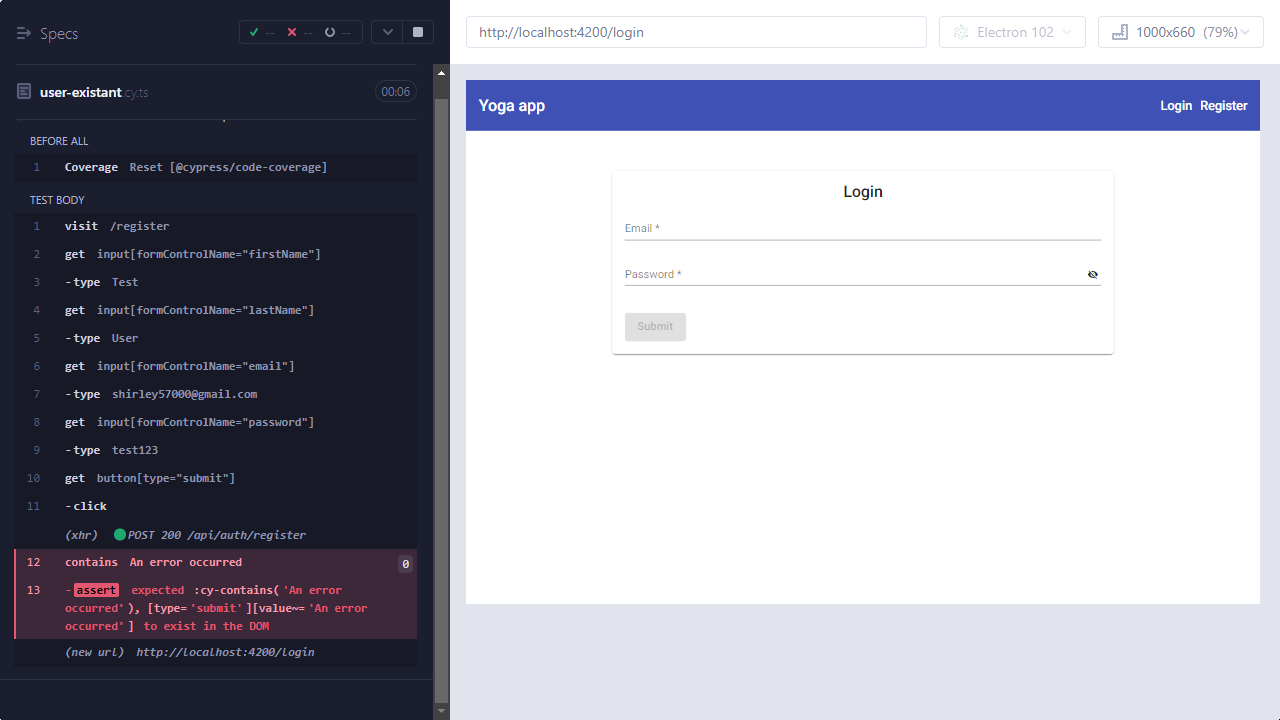 Specs
-- -- --
user-existant.cy.ts 00:06
BEFORE ALL
1 Coverage Reset [@cypress/code-coverage]
TEST BODY
1 visit /register
2 get input[formControlName="firstName"]
3 -type Test
4 get input[formControlName="lastName"]
5 -type User
6 get input[formControlName="email"]
7 -type shirley57000@gmail.com
8 get input[formControlName="password"]
9 -type test123
10 get button[type="submit"]
11 -click
(xhr) POST 200 /api/auth/register
12 contains An error occurred 0
13 -assert expected :cy-contains('An error
occurred'), [type='submit'][value~='An error
occurred'] to exist in the DOM
(new url) http://localhost:4200/login
http://localhost:4200/login
Electron 102
1000x660 (79%)
Yoga app
Login Register
Login
Email *
Password *
Submit